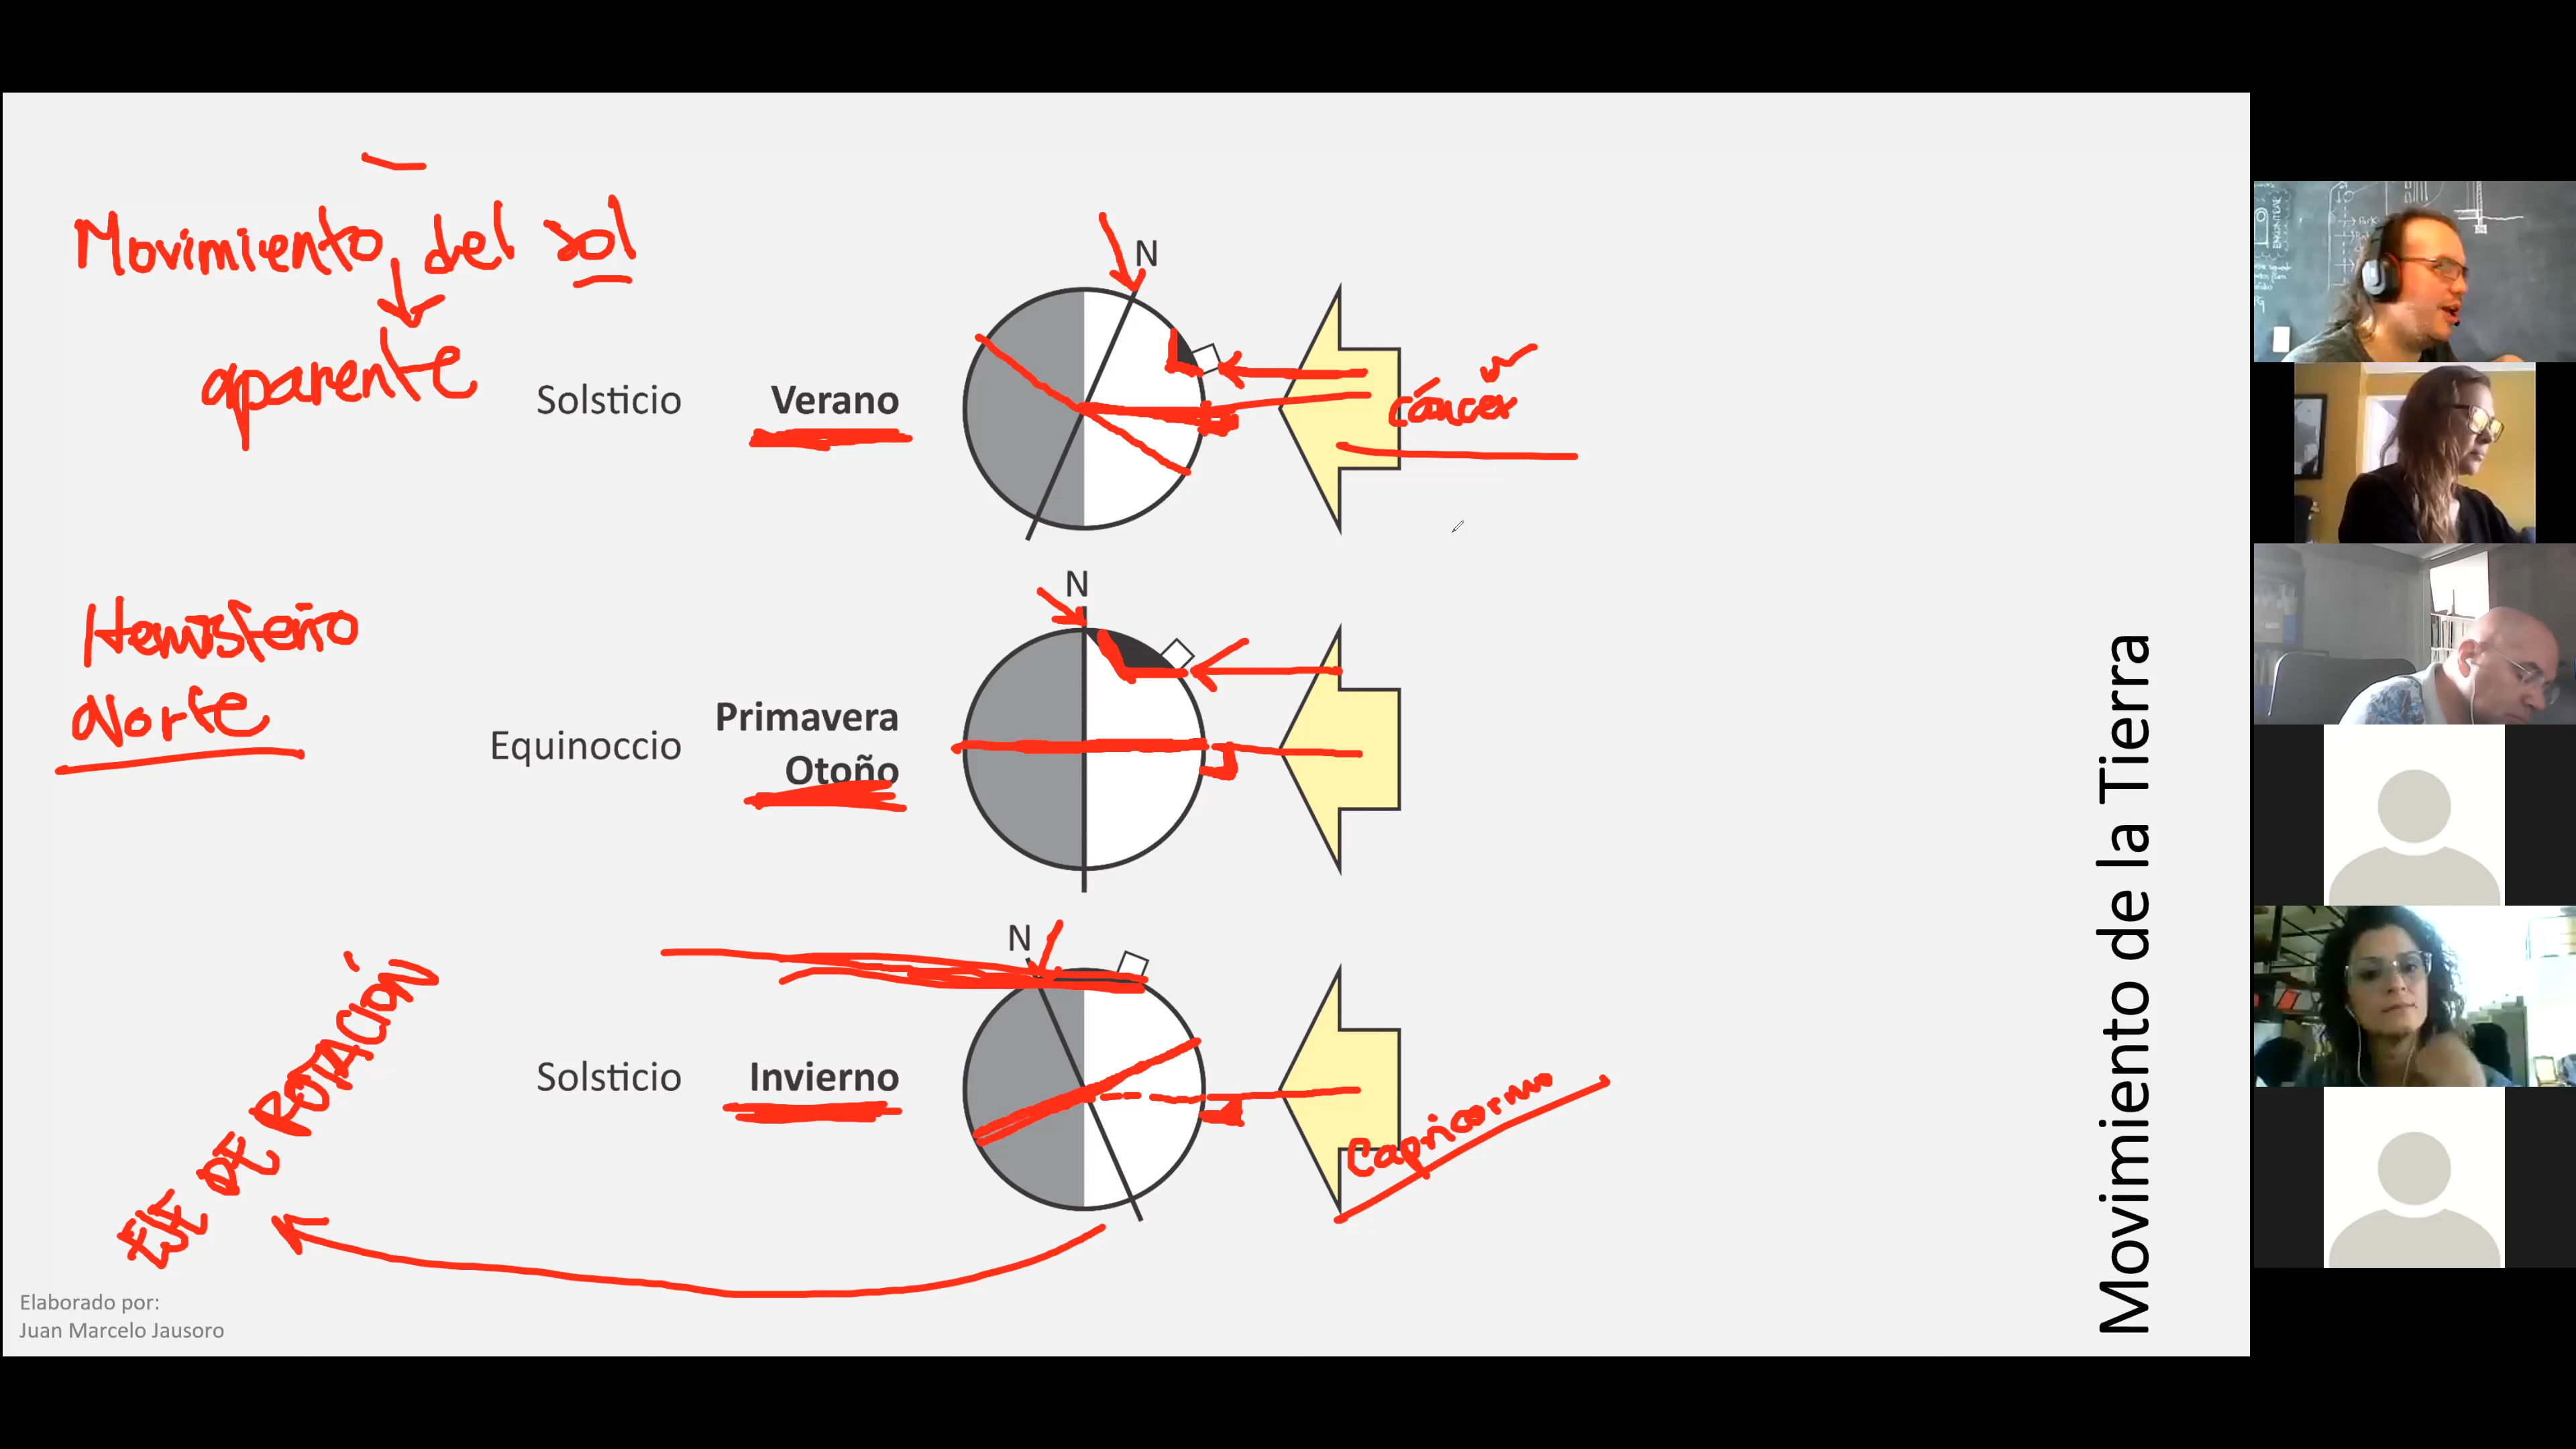 Movimiento del sol
aparente
N
Solsticio Verano
cáncer
Hemisferio
Norte
N
Equinoccio Primavera
Otoño
N
Solsticio Invierno
Capricornio
EJE DE ROTACIÓN
Elaborado por:
Juan Marcelo Jausoro
Movimiento de la Tierra